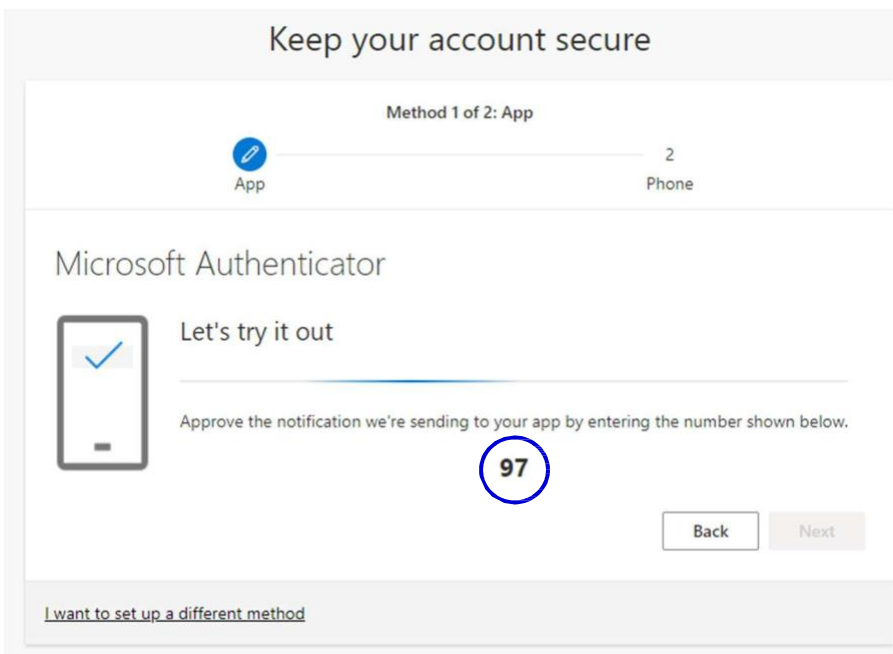 Keep your account secure
Method 1 of 2: App
2
App
Phone
Microsoft Authenticator
Let's try it out
Approve the notification we're sending to your app by entering the number shown below.
97
Back
Next
I want to set up a different method